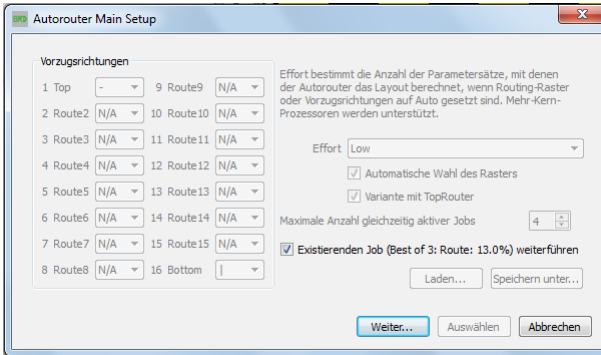 BRD Autorouter Main Setup
Vorzugsrichtungen
1 Top - 9 Route9 N/A
2 Route2 N/A 10 Route10 N/A
3 Route3 N/A 11 Route11 N/A
4 Route4 N/A 12 Route12 N/A
5 Route5 N/A 13 Route13 N/A
6 Route6 N/A 14 Route14 N/A
7 Route7 N/A 15 Route15 N/A
8 Route8 N/A 16 Bottom |
Effort bestimmt die Anzahl der Parametersätze, mit denen
der Autorouter das Layout berechnet, wenn Routing-Raster
oder Vorzugsrichtungen auf Auto gesetzt sind. Mehr-Kern-
Prozessoren werden unterstützt.
Effort Low
Automatische Wahl des Rasters
Variante mit TopRouter
Maximale Anzahl gleichzeitig aktiver Jobs 4
Existierenden Job (Best of 3: Route: 13.0%) weiterführen
Laden... Speichern unter...
Weiter... Auswählen Abbrechen